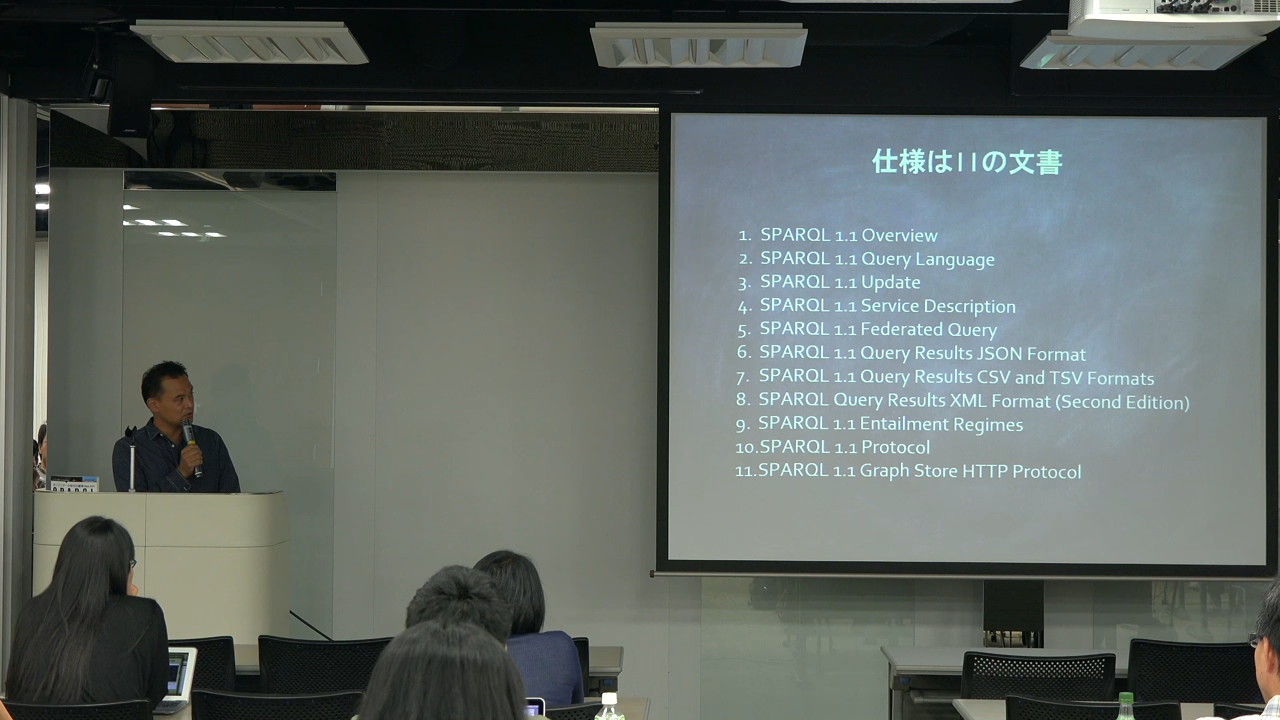 仕様は11の文書
1. SPARQL 1.1 Overview
2. SPARQL 1.1 Query Language
3. SPARQL 1.1 Update
4. SPARQL 1.1 Service Description
5. SPARQL 1.1 Federated Query
6. SPARQL 1.1 Query Results JSON Format
7. SPARQL 1.1 Query Results CSV and TSV Formats
8. SPARQL Query Results XML Format (Second Edition)
9. SPARQL 1.1 Entailment Regimes
10.SPARQL 1.1 Protocol
11.SPARQL 1.1 Graph Store HTTP Protocol
SPARQL